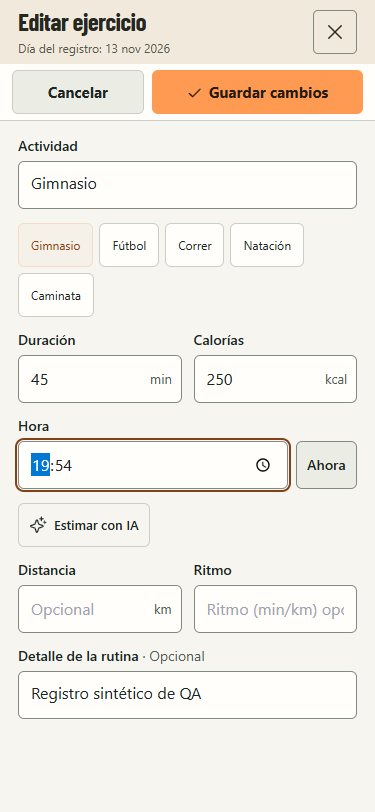 Editar ejercicio
Día del registro: 13 nov 2026
Cancelar
Guardar cambios
Actividad
Gimnasio
Gimnasio Fútbol Correr Natación
Caminata
Duración Calorías
45 min 250 kcal
Hora
19:54 Ahora
Estimar con IA
Distancia Ritmo
Opcional km Ritmo (min/km) opc
Detalle de la rutina · Opcional
Registro sintético de QA